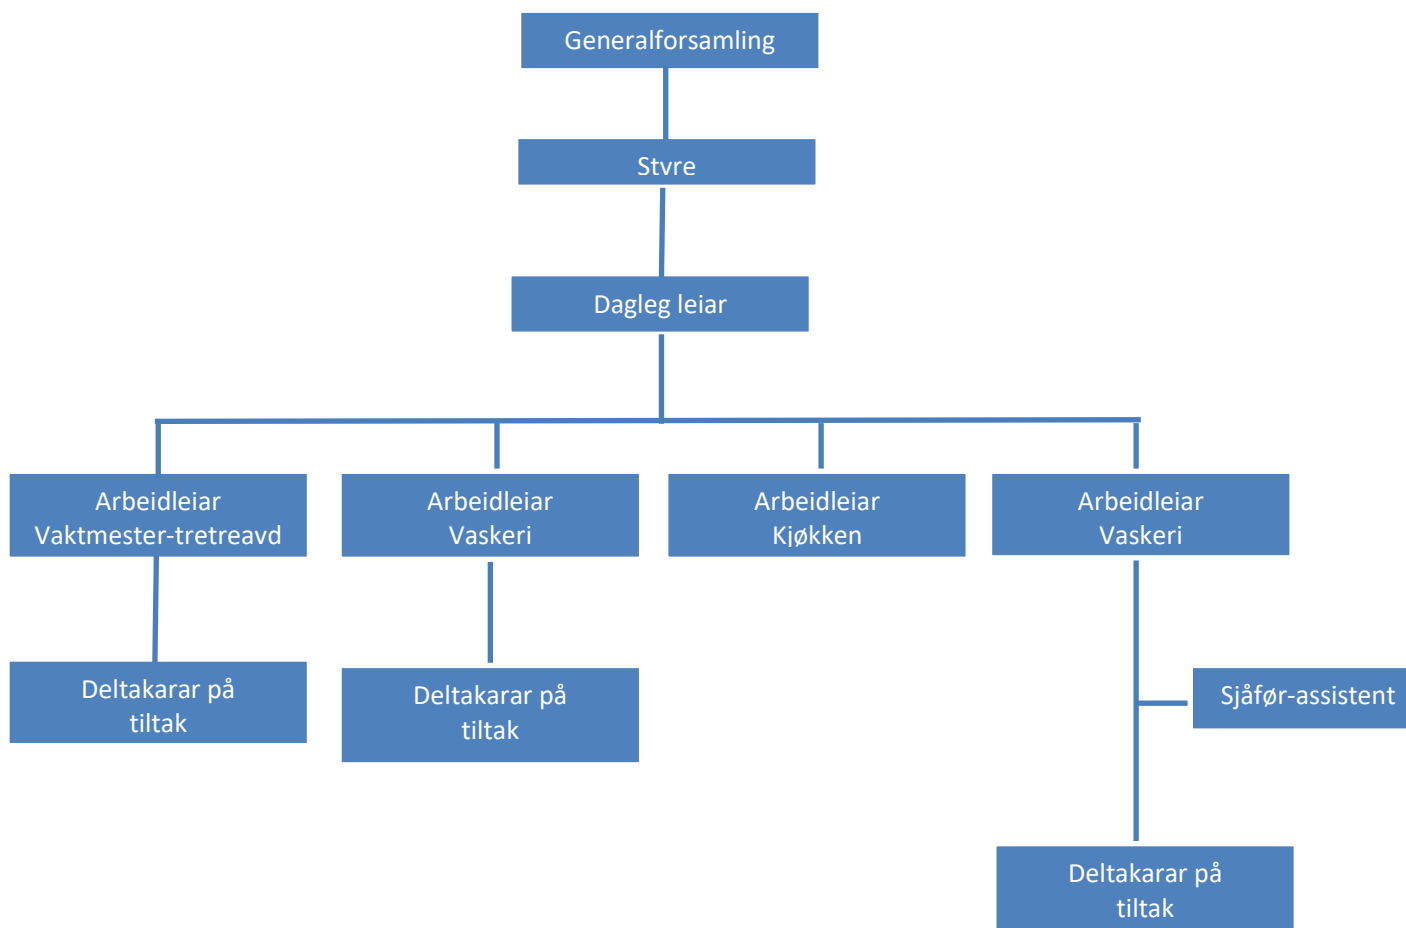 Generalforsamling
Styre
Dagleg leiar
Arbeidleiar
Vaktmester-tretreavd
Arbeidleiar
Vaskeri
Arbeidleiar
Kjøkken
Arbeidleiar
Vaskeri
Deltakarar på
tiltak
Deltakarar på
tiltak
Sjåfør-assistent
Deltakarar på
tiltak